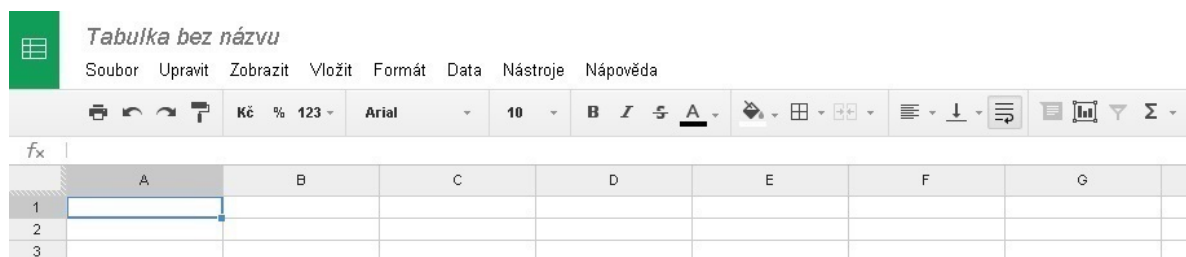 Tabulka bez názvu
Soubor Upravit Zobrazit Vložit Formát Data Nástroje Nápověda
Kč % 123 Arial 10 B I S A Σ
fx
A B C D E F G
1
2
3